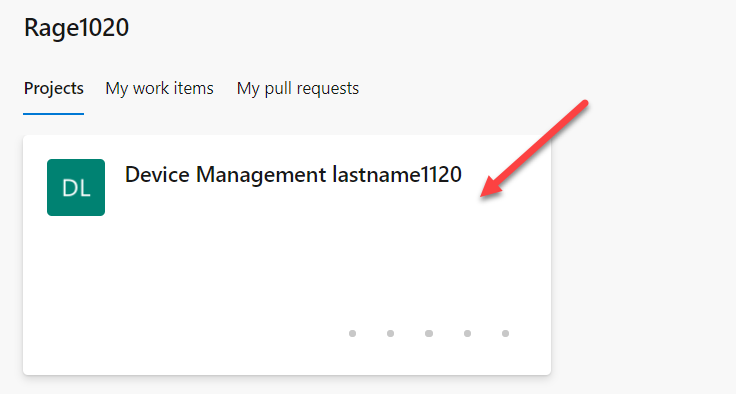 Rage1020
Projects My work items My pull requests
DL Device Management lastname1120